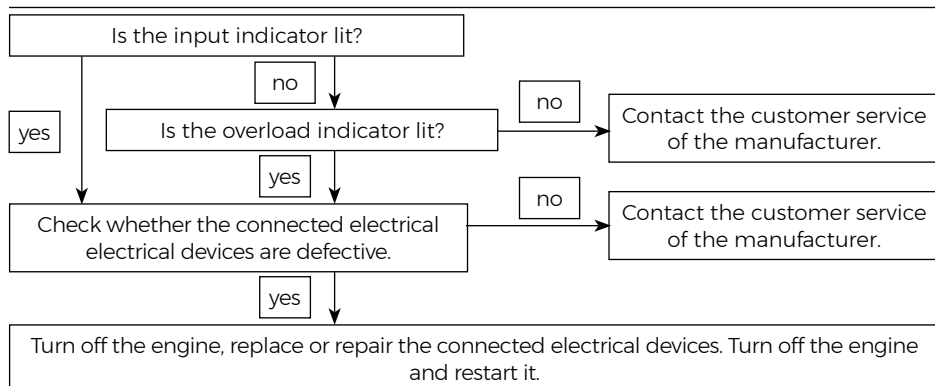 Is the input indicator lit?
no
no
yes
Is the overload indicator lit?
Contact the customer service
of the manufacturer.
yes
no
Check whether the connected electrical
electrical devices are defective.
Contact the customer service
of the manufacturer.
yes
Turn off the engine, replace or repair the connected electrical devices. Turn off the engine
and restart it.